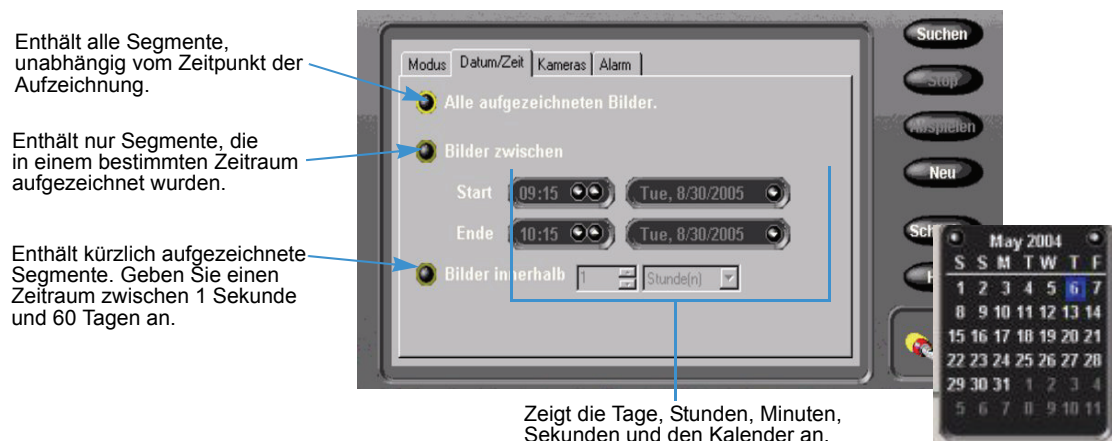 Enthält alle Segmente,
unabhängig vom Zeitpunkt der
Aufzeichnung.
Enthält nur Segmente, die
in einem bestimmten Zeitraum
aufgezeichnet wurden.
Enthält kürzlich aufgezeichnete
Segmente. Geben Sie einen
Zeitraum zwischen 1 Sekunde
und 60 Tagen an.
Modus Datum/Zeit Kameras Alarm
Alle aufgezeichneten Bilder.
Bilder zwischen
Start 09:15 Tue, 8/30/2005
Ende 10:15 Tue, 8/30/2005
Bilder innerhalb 1 Stunde(n)
Suchen
Stop
Abspielen
Neu
May 2004
S S M T W T F
1 2 3 4 5 6 7
8 9 10 11 12 13 14
15 16 17 18 19 20 21
22 23 24 25 26 27 28
29 30 31 1 2 3 4
5 6 7 8 9 10 11
Zeigt die Tage, Stunden, Minuten,
Sekunden und den Kalender an.